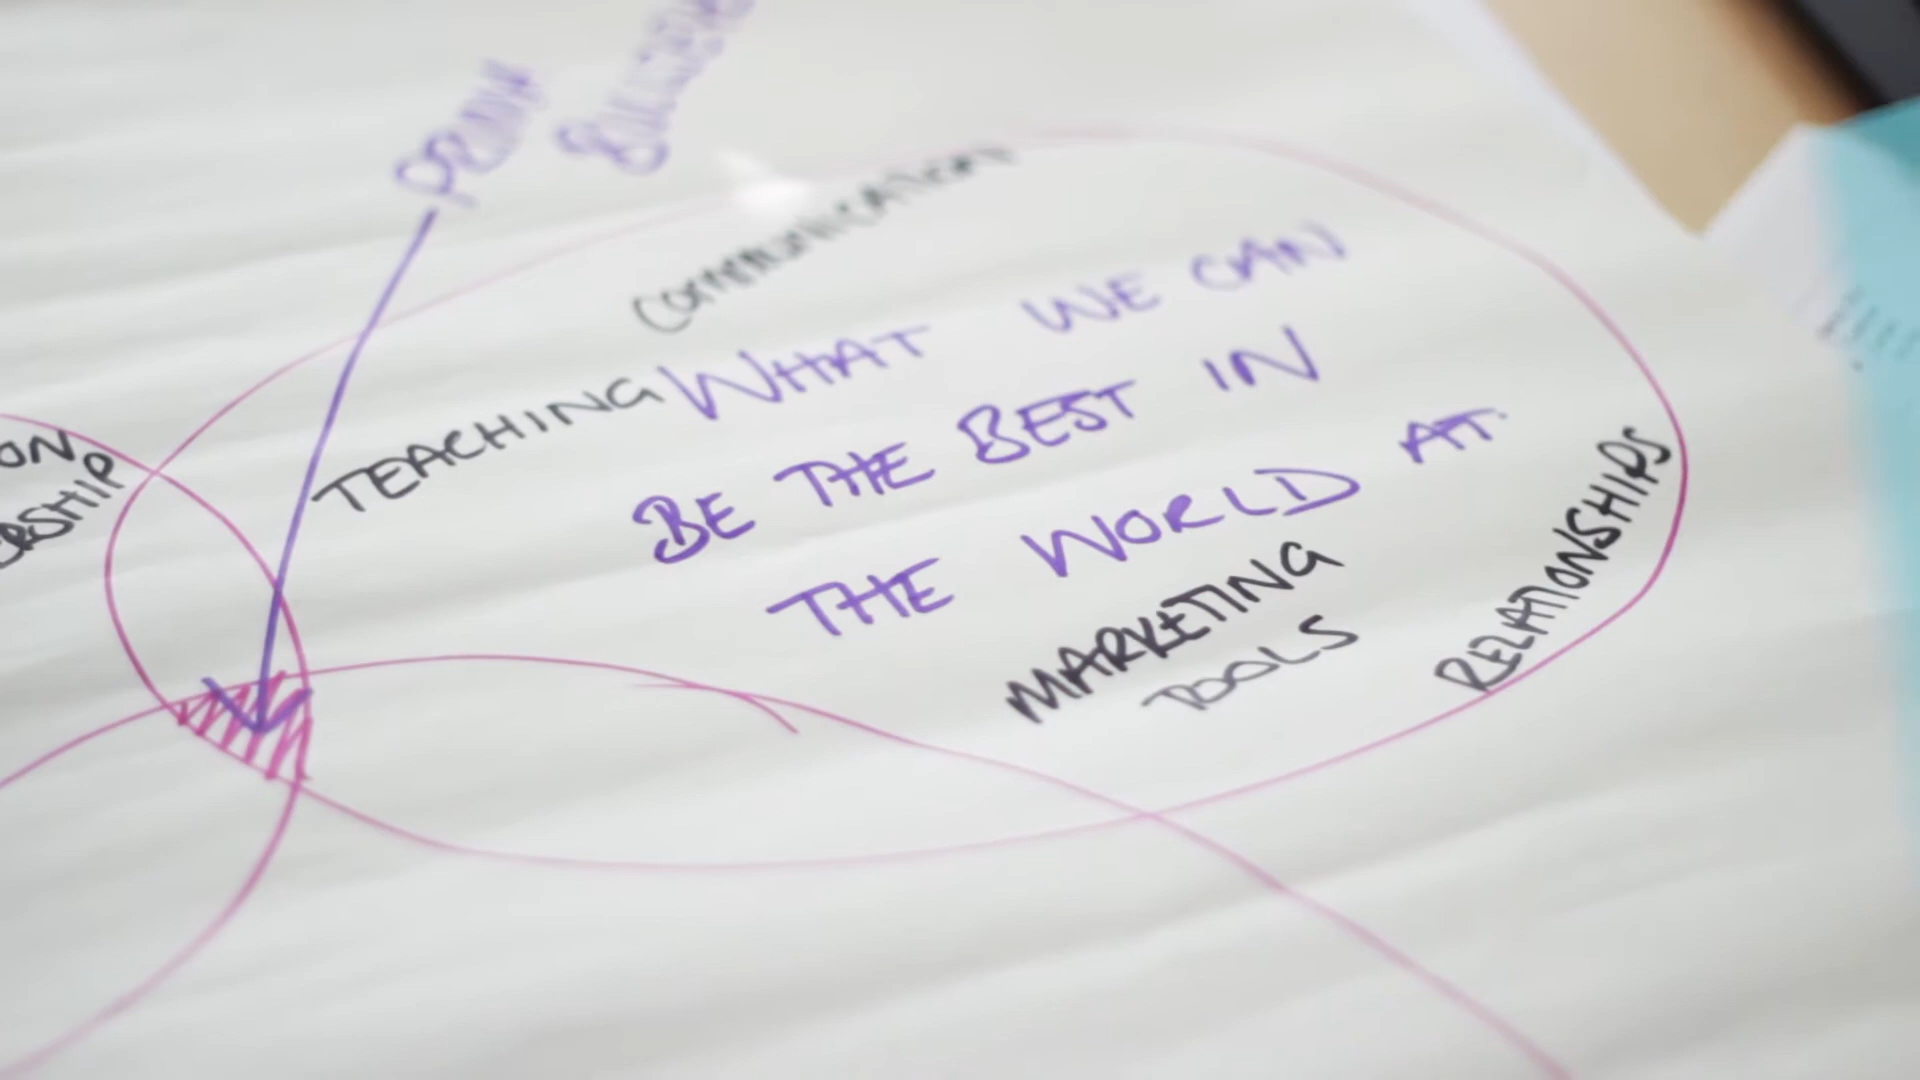 COMMUNICATION
TEACHING
WHAT WE CAN
BE THE BEST IN
THE WORLD AT.
MARKETING
TOOLS
RELATIONSHIPS